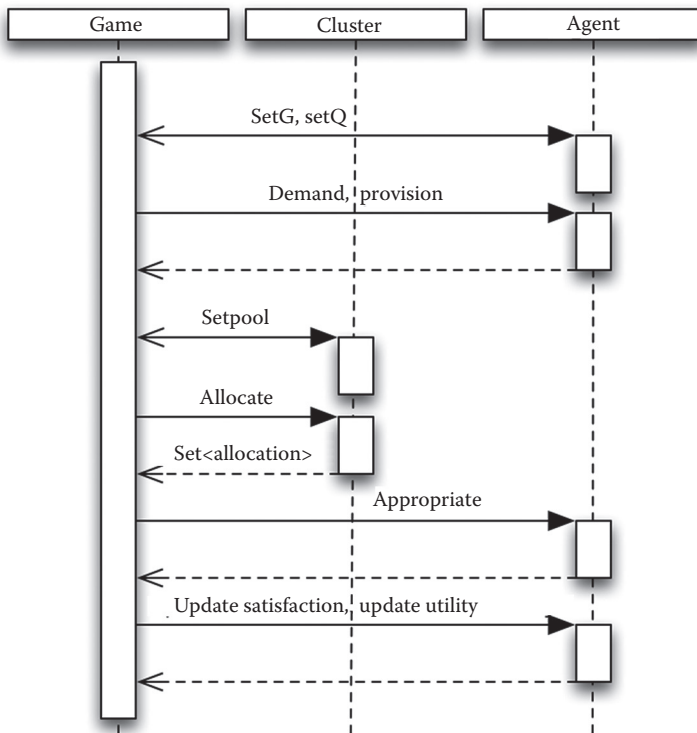 Game
Cluster
Agent
SetG, setQ
Demand, provision
Setpool
Allocate
Set<allocation>
Appropriate
Update satisfaction, update utility